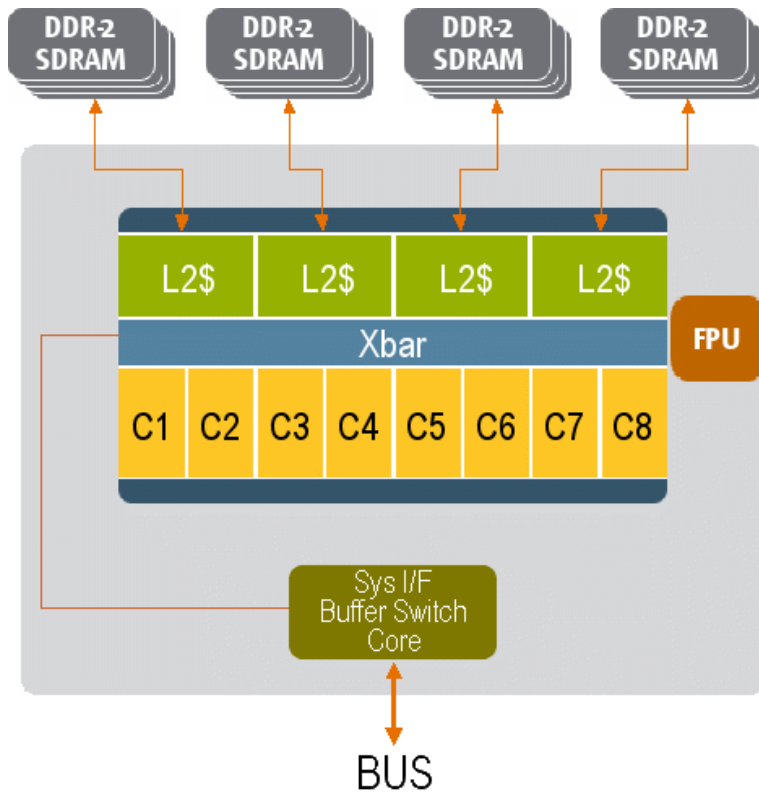 DDR-2
SDRAM
DDR-2
SDRAM
DDR-2
SDRAM
DDR-2
SDRAM
L2$ L2$ L2$ L2$
Xbar
FPU
C1 C2 C3 C4 C5 C6 C7 C8
Sys I/F
Buffer Switch
Core
BUS